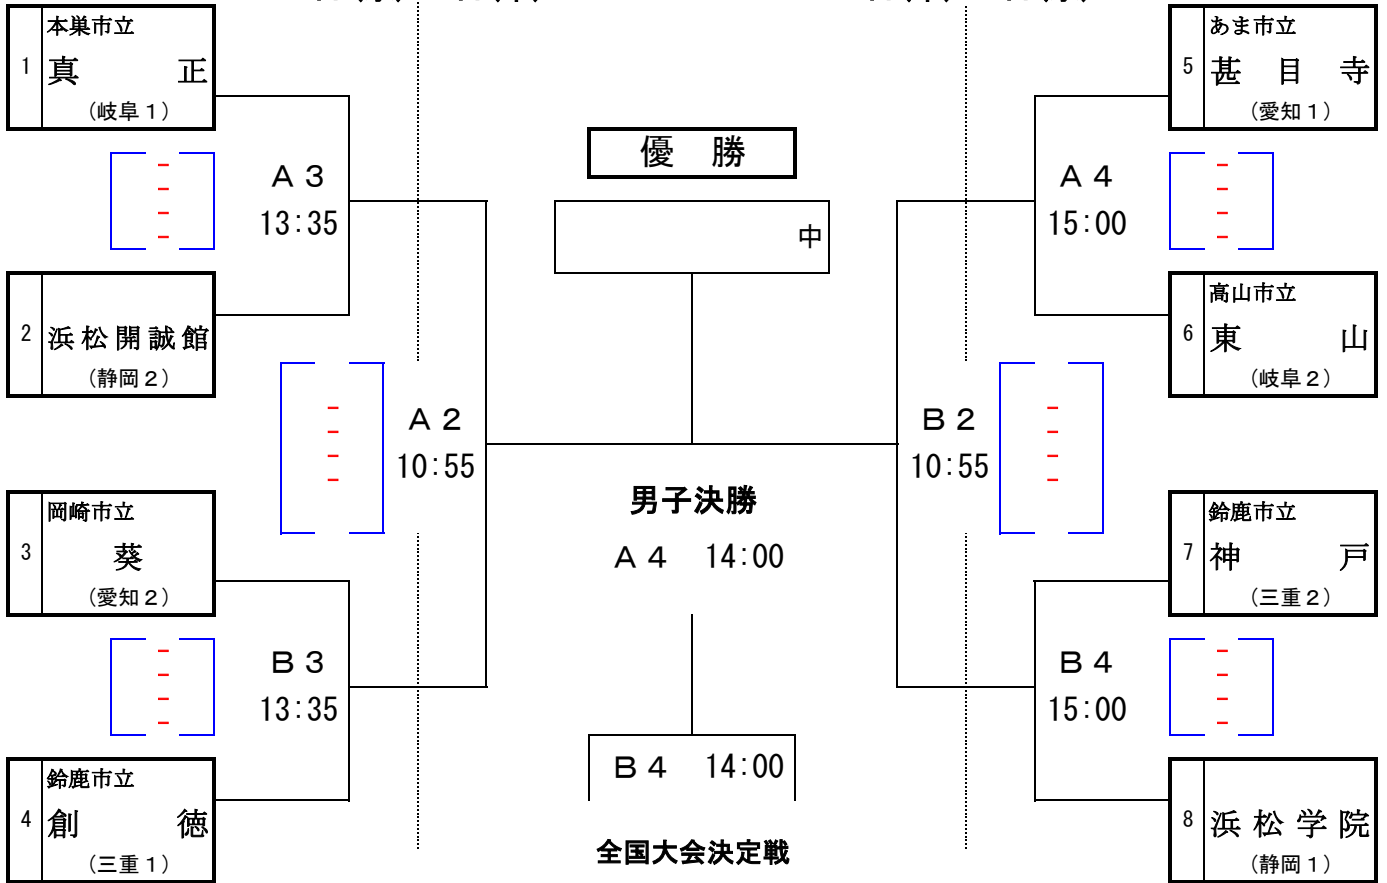 本巣市立
1
真 正
（岐阜１）
Ａ３
13:35
2
浜松開誠館
（静岡２）
Ａ２
10:55
岡崎市立
3
葵
（愛知２）
Ｂ３
13:35
鈴鹿市立
4
創 徳
（三重１）
優 勝
中
男子決勝
Ａ４ 14:00
Ｂ４ 14:00
全国大会決定戦
あま市立
5
甚 目 寺
（愛知１）
Ａ４
15:00
高山市立
6
東 山
（岐阜２）
Ｂ２
10:55
鈴鹿市立
7
神 戸
（三重２）
Ｂ４
15:00
8
浜松学院
（静岡１）